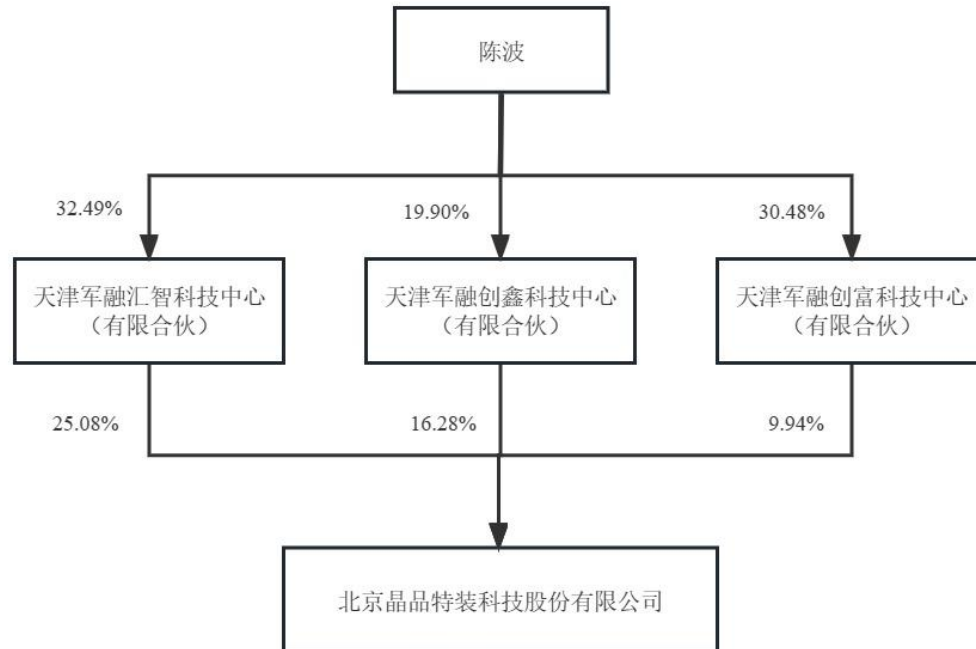 陈波
32.49%
19.90%
30.48%
天津军融汇智科技中心
（有限合伙）
天津军融创鑫科技中心
（有限合伙）
天津军融创富科技中心
（有限合伙）
25.08%
16.28%
9.94%
北京晶品特装科技股份有限公司